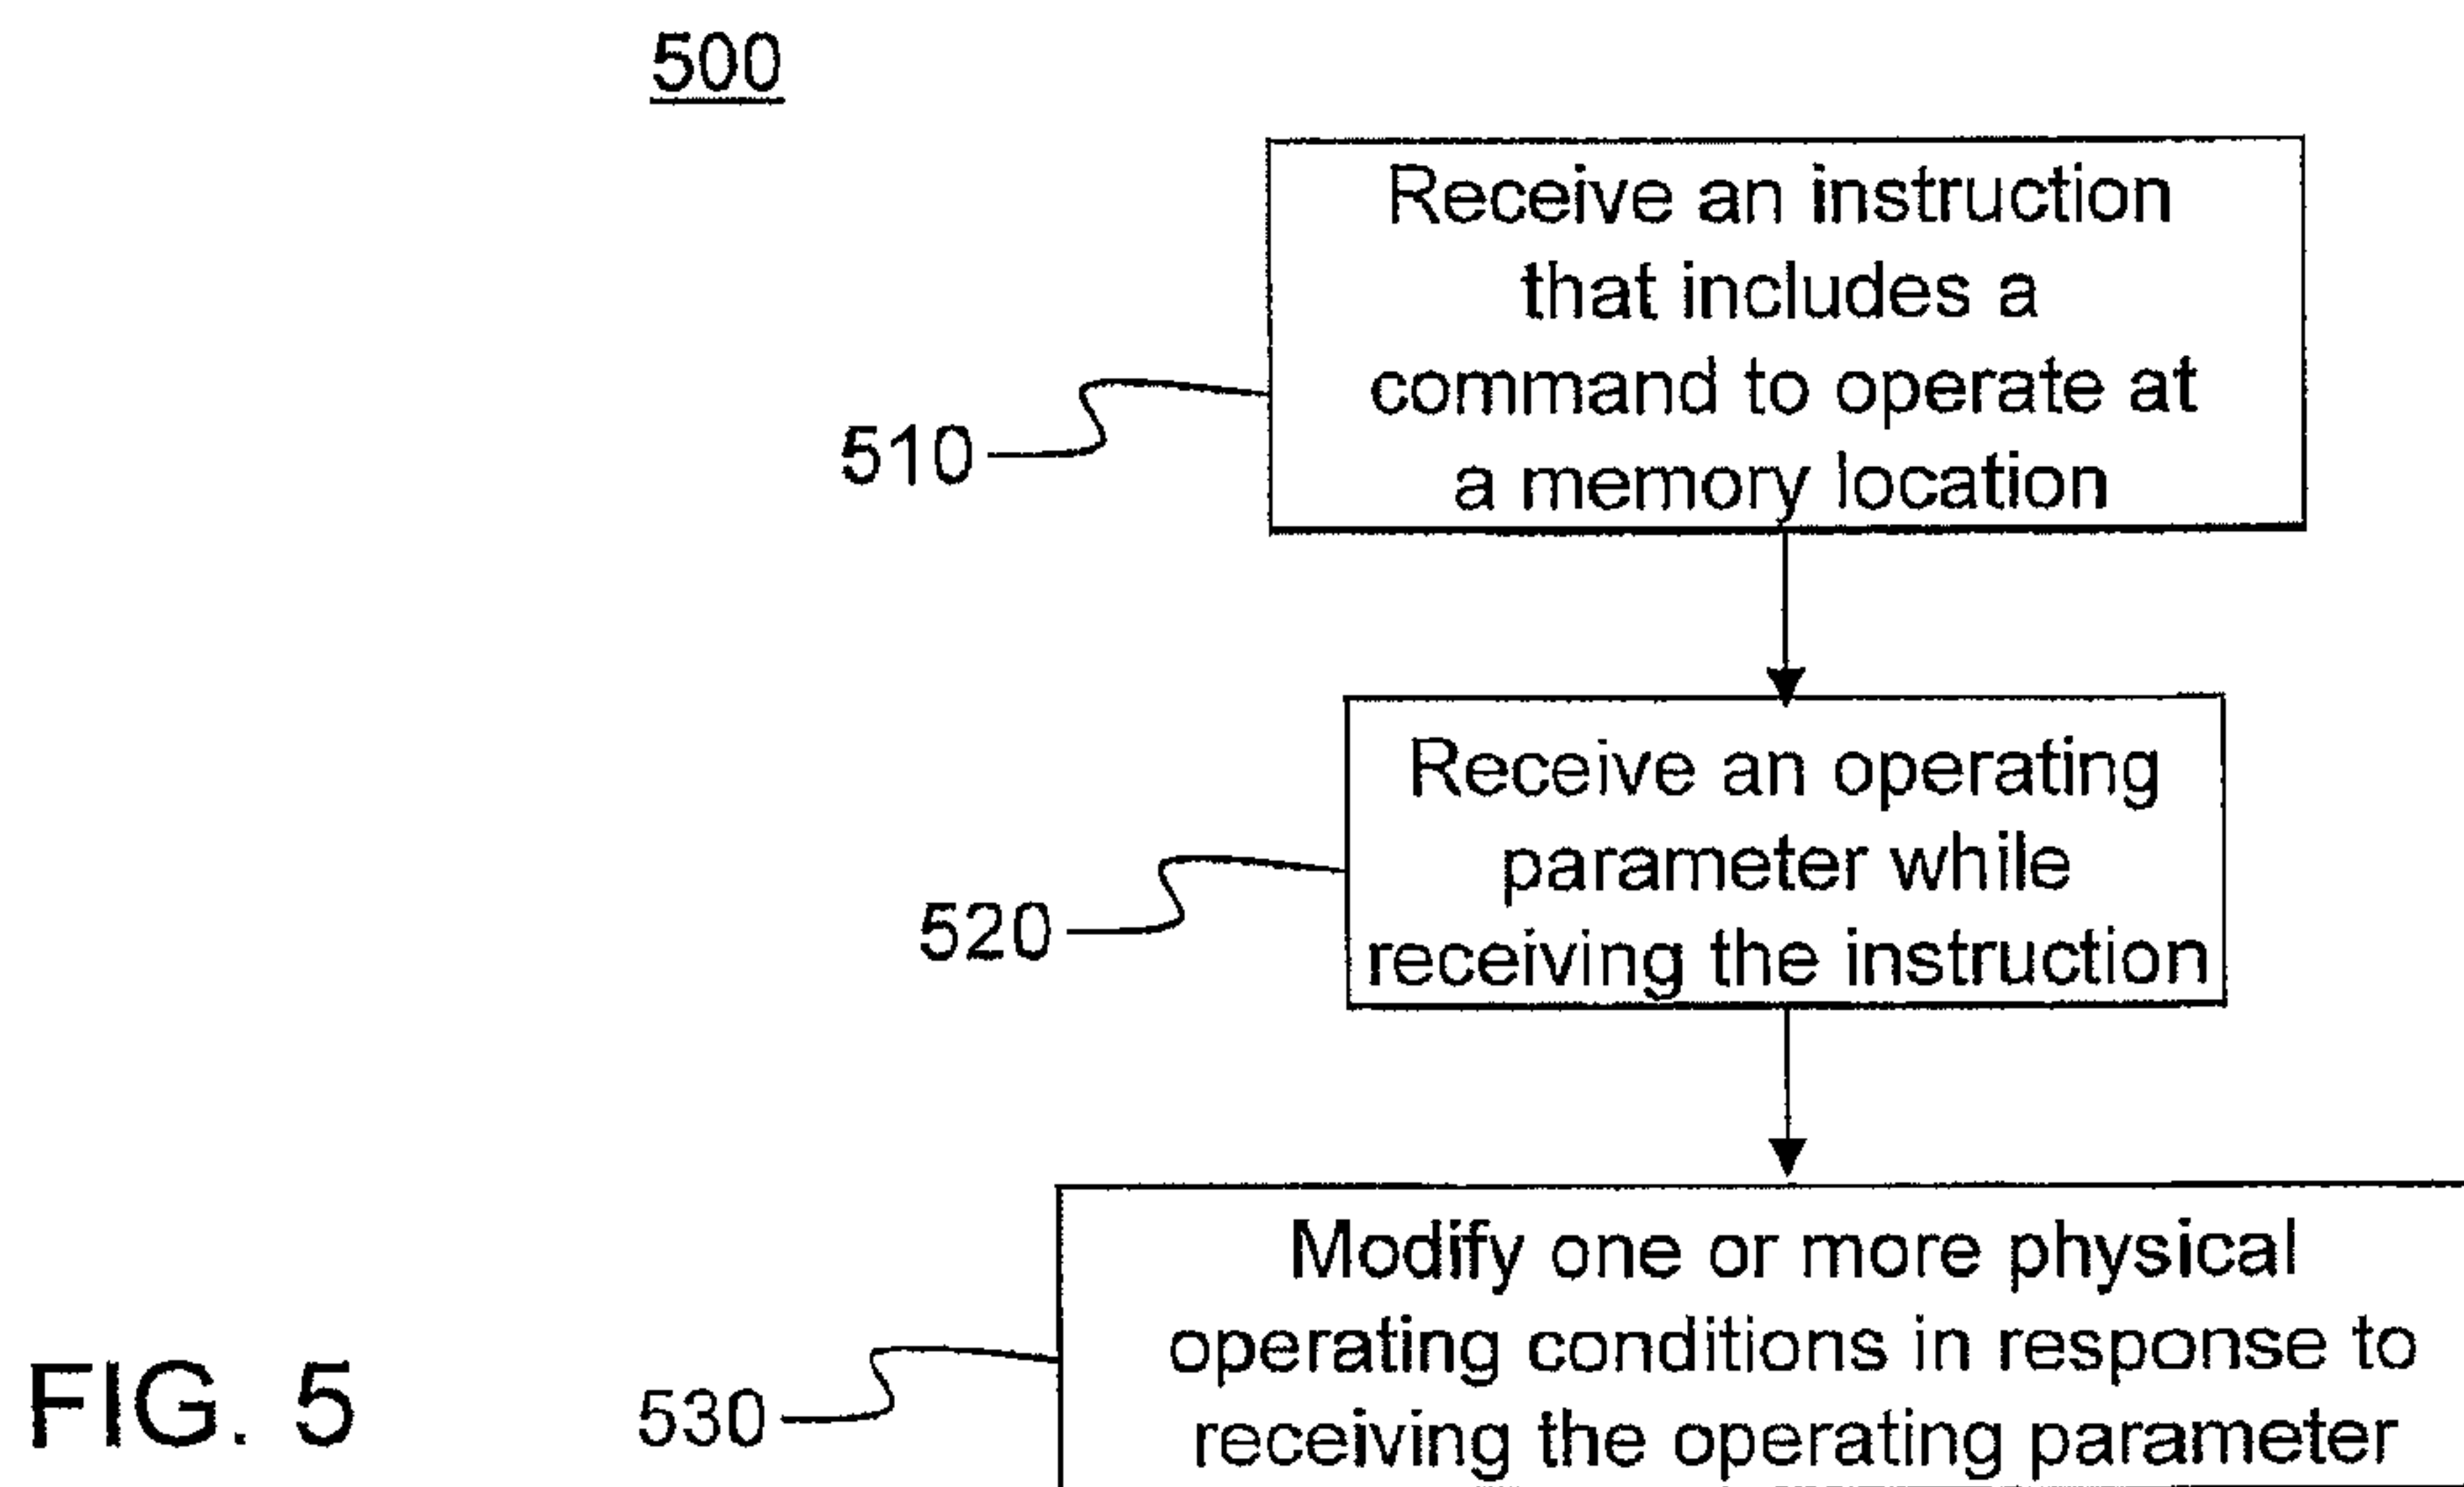 500
Receive an instruction
that includes a
command to operate at
a memory location
510
Receive an operating
parameter while
receiving the instruction
520
Modify one or more physical
operating conditions in response to
receiving the operating parameter
530
FIG. 5